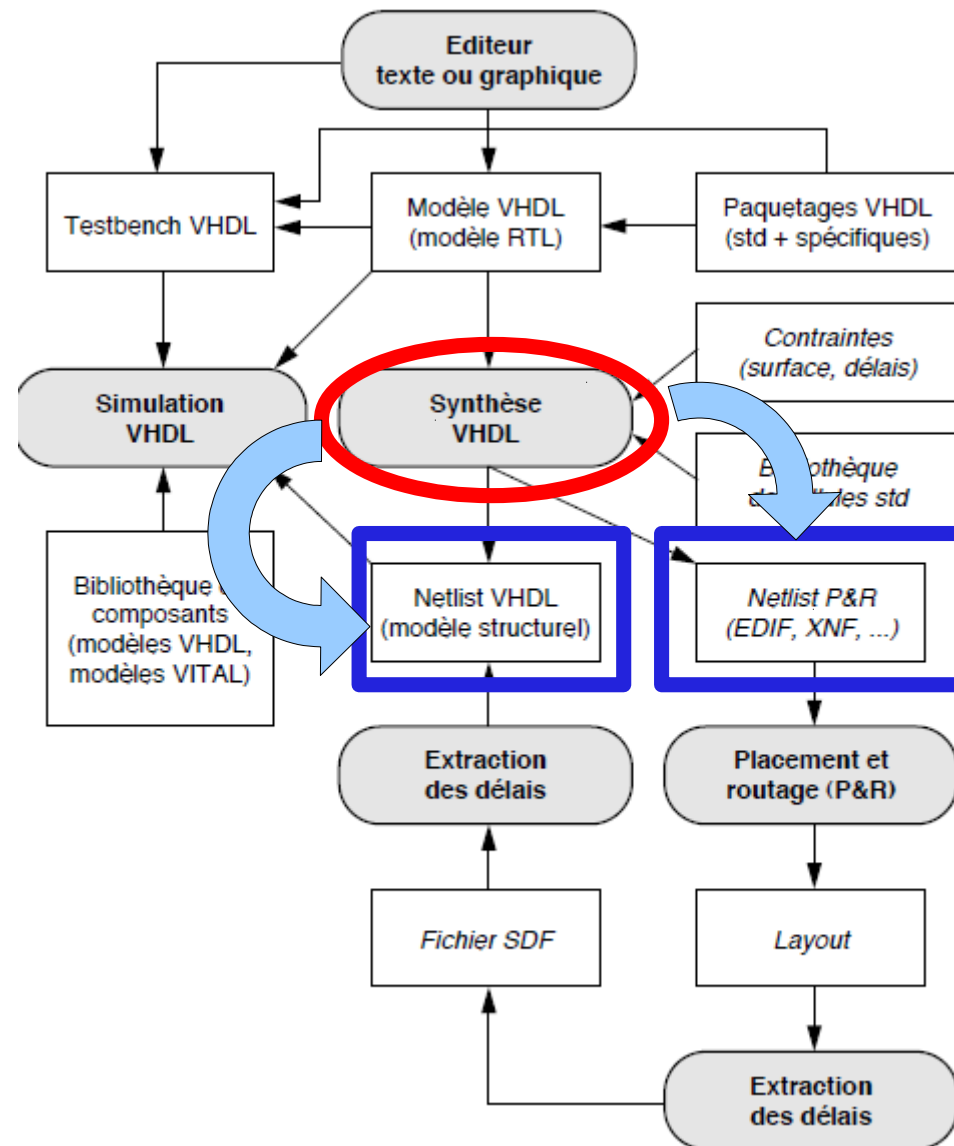 Editeur
texte ou graphique
Testbench VHDL
Modèle VHDL
(modèle RTL)
Paquetages VHDL
(std + spécifiques)
Contraintes
(surface, délais)
Simulation
VHDL
Synthèse
VHDL
std
Bibliothèque
composants
(modèles VHDL,
modèles VITAL)
Netlist VHDL
(modèle structurel)
Netlist P&R
(EDIF, XNF, ...)
Extraction
des délais
Placement et
routage (P&R)
Fichier SDF
Layout
Extraction
des délais